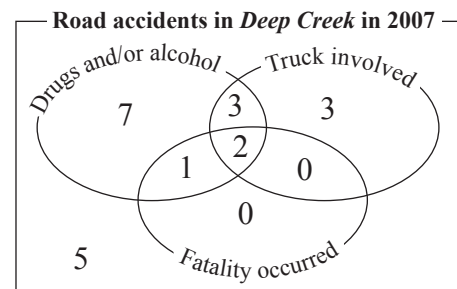 Road accidents in Deep Creek in 2007
Drugs and/or alcohol
Truck involved
7
3
3
2
1
0
0
5
Fatality occurred